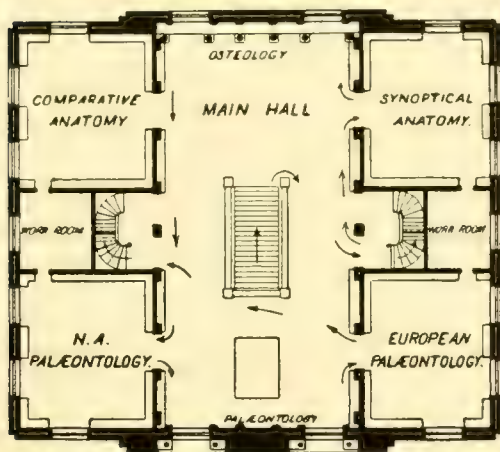 OSTEOLOGY
COMPARATIVE
ANATOMY
MAIN HALL
SYNOPTICAL
ANATOMY.
WORK ROOM
WORK ROOM
N.A.
PALÆONTOLOGY.
EUROPEAN
PALÆONTOLOGY.
PALÆONTOLOGY